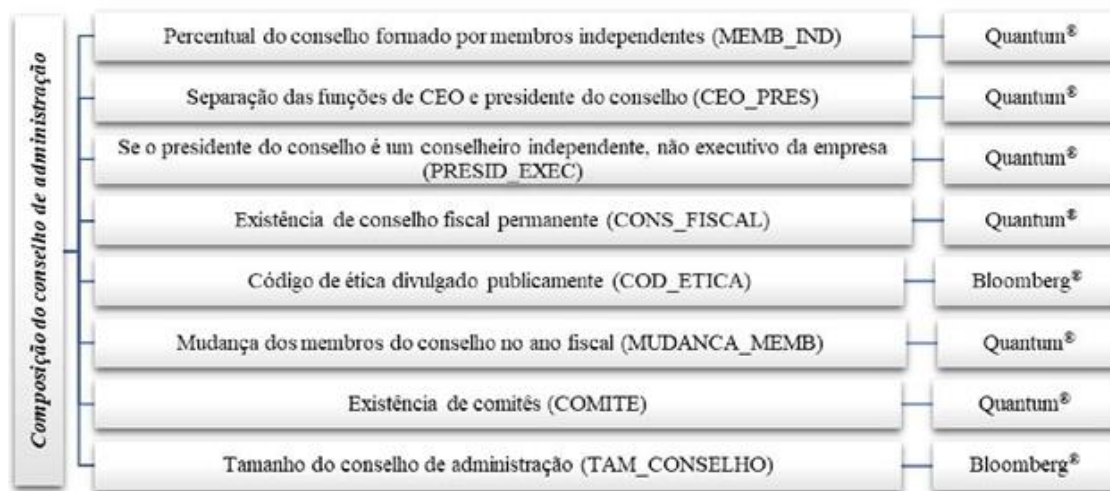 Composição do conselho de administração
Percentual do conselho formado por membros independentes (MEMB_IND)
Quantum®
Separação das funções de CEO e presidente do conselho (CEO_PRES)
Quantum®
Se o presidente do conselho é um conselheiro independente, não executivo da empresa
(PRESID_EXEC)
Quantum®
Existência de conselho fiscal permanente (CONS_FISCAL)
Quantum®
Código de ética divulgado publicamente (COD_ETICA)
Bloomberg®
Mudança dos membros do conselho no ano fiscal (MUDANCA_MEMB)
Quantum®
Existência de comitês (COMITE)
Quantum®
Tamanho do conselho de administração (TAM_CONSELHO)
Bloomberg®